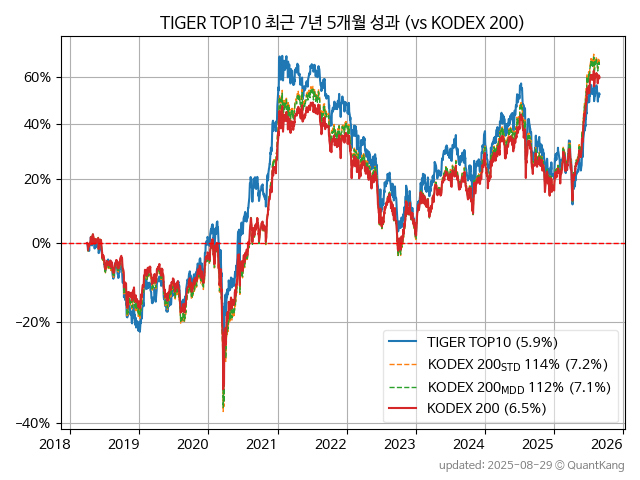 TIGER TOP10 최근 7년 5개월 성과 (vs KODEX 200)
60%
40%
20%
0%
−20%
−40%
TIGER TOP10 (5.9%)
KODEX 200STD 114% (7.2%)
KODEX 200MDD 112% (7.1%)
KODEX 200 (6.5%)
2018 2019 2020 2021 2022 2023 2024 2025 2026
updated: 2025-08-29 © QuantKang